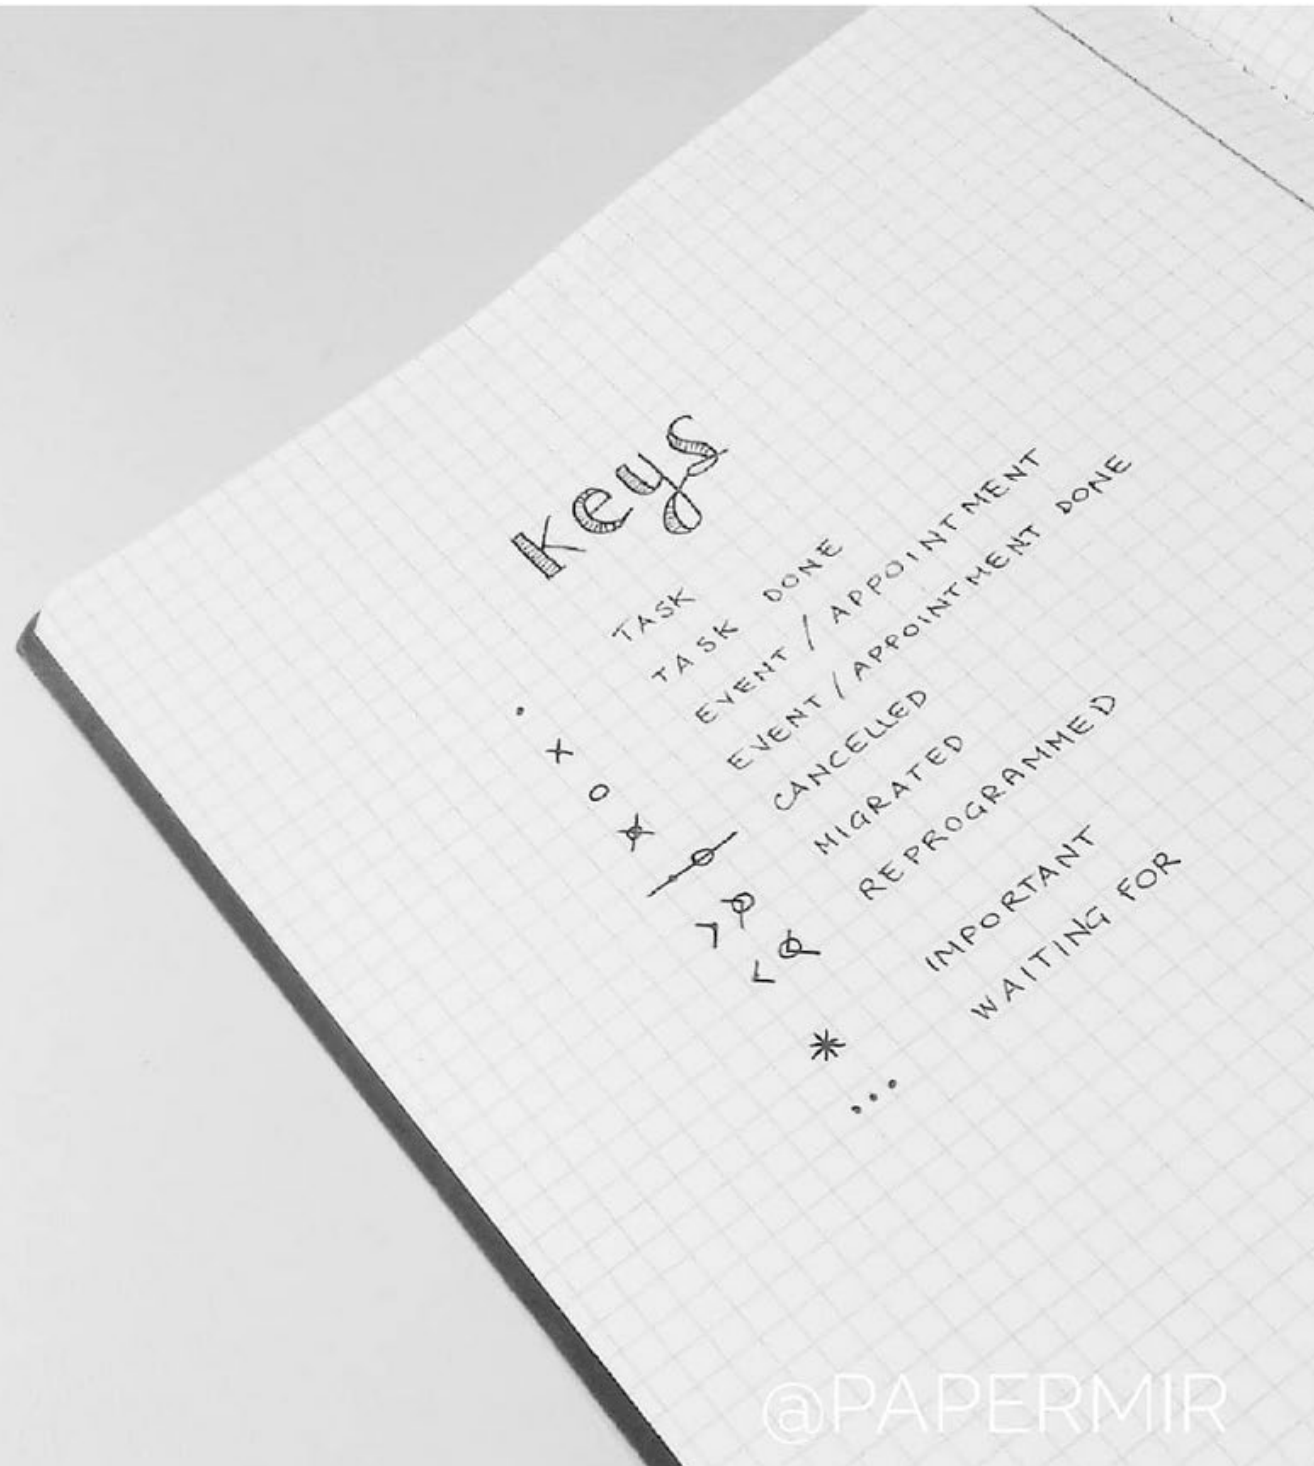 keys
• TASK
x TASK DONE
o EVENT / APPOINTMENT
EVENT / APPOINTMENT DONE
CANCELLED
> MIGRATED
< REPROGRAMMED
* IMPORTANT
... WAITING FOR
@PAPERMIR